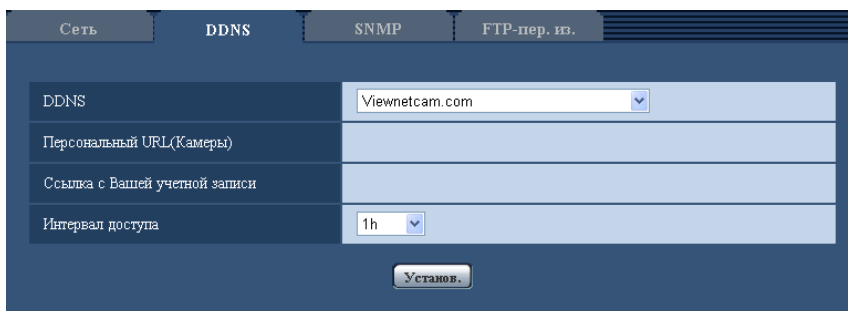 Сеть DDNS SNMP FTP-пер. из.
DDNS Viewnetcam.com
Персональный URL(Камеры)
Ссылка с Вашей учетной записи
Интервал доступа 1h
Установ.